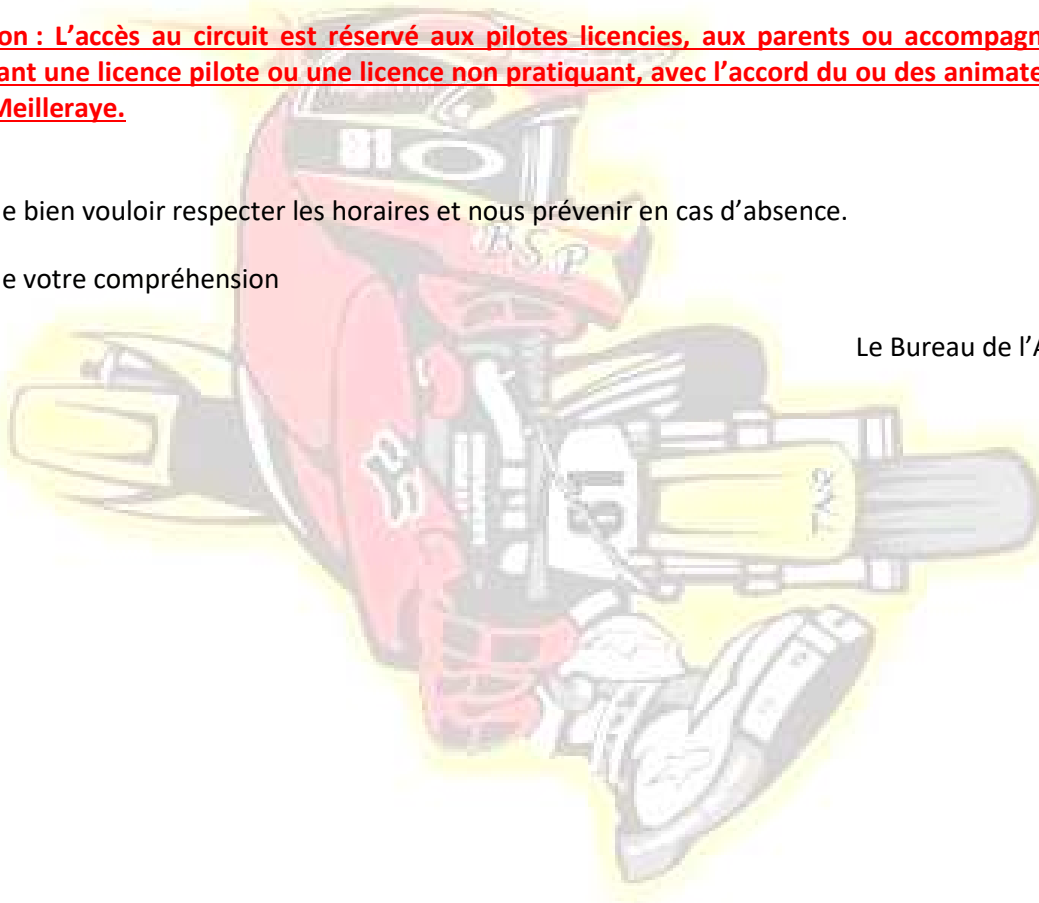 on : L’accès au circuit est réservé aux pilotes licencies, aux parents ou accompagn
ant une licence pilote ou une licence non pratiquant, avec l’accord du ou des animate
Meilleraye.
e bien vouloir respecter les horaires et nous prévenir en cas d’absence.
B.S.P
e votre compréhension
Le Bureau de l’A